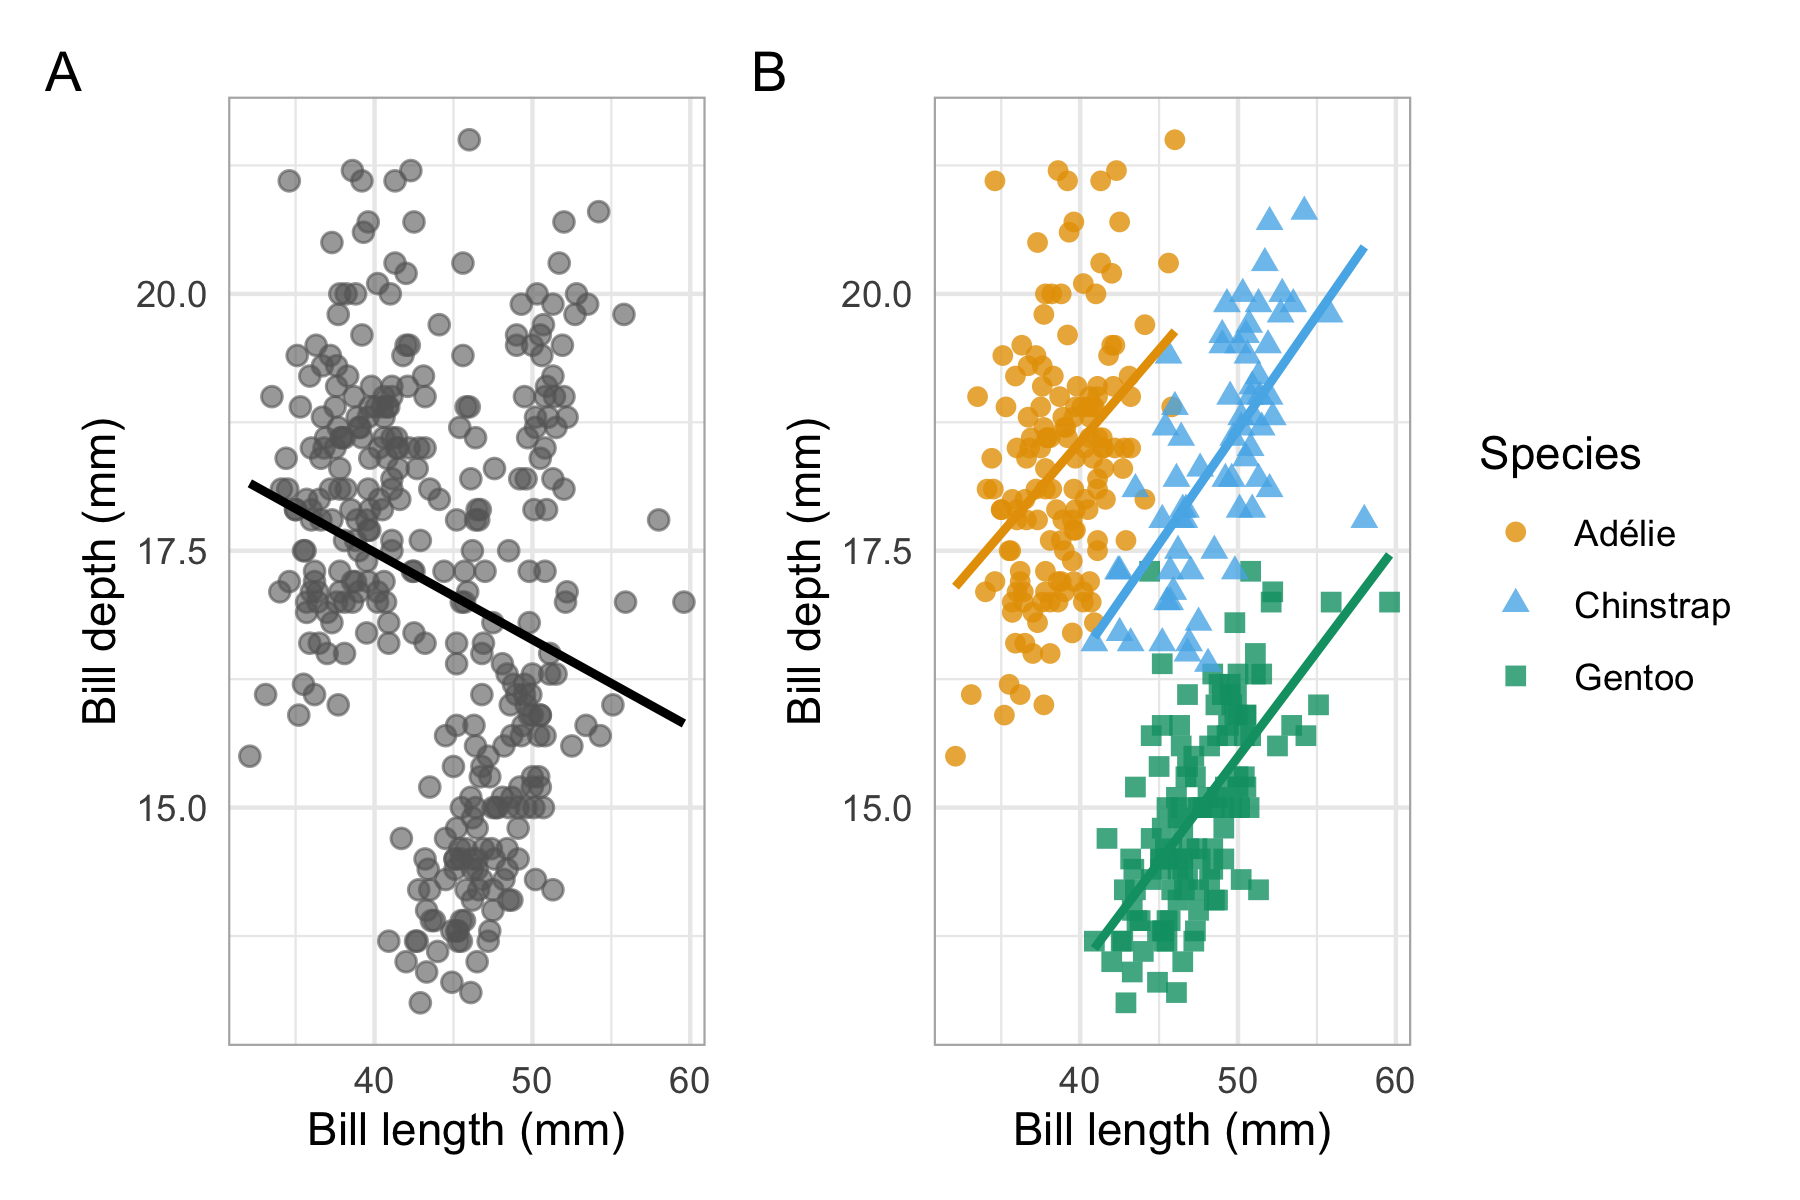 A
B
Bill depth (mm)
20.0
17.5
15.0
40 50 60
Bill length (mm)
Bill depth (mm)
20.0
17.5
15.0
40 50 60
Bill length (mm)
Species
Adélie
Chinstrap
Gentoo